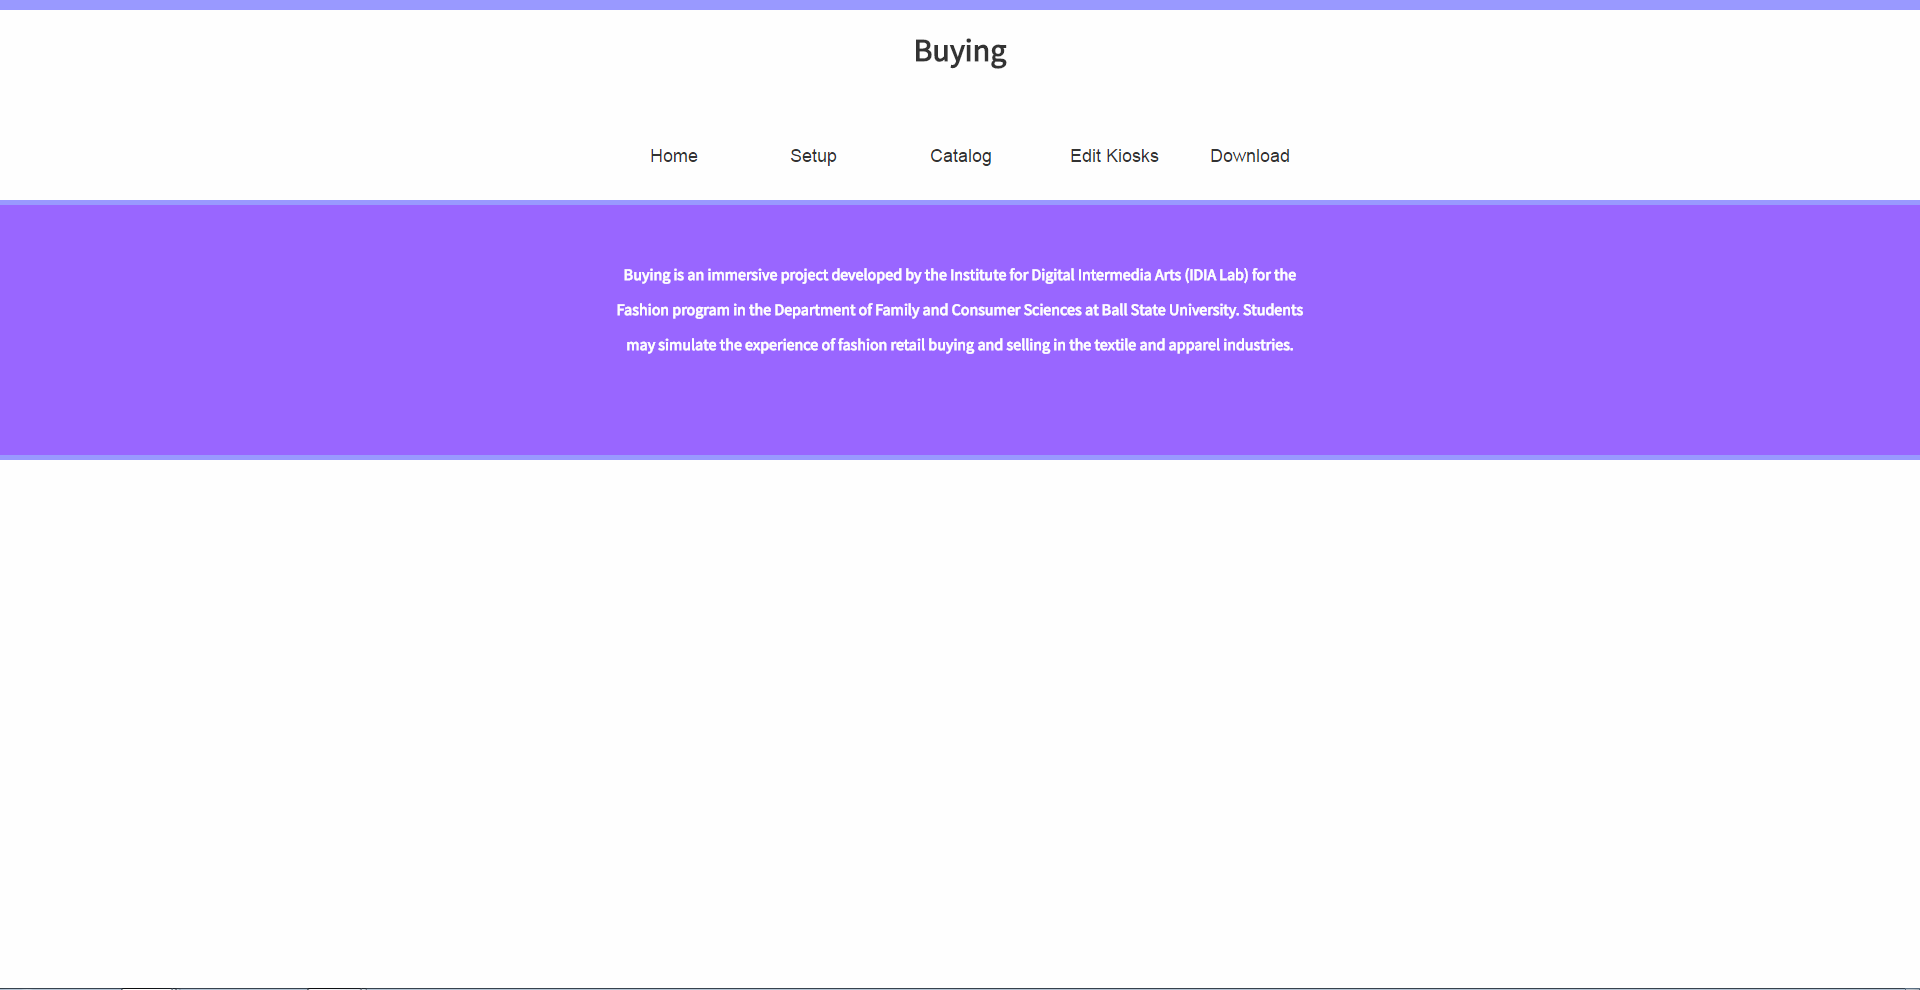 Buying
Home Setup Catalog Edit Kiosks Download
Buying is an immersive project developed by the Institute for Digital Intermedia Arts (IDIA Lab) for the
Fashion program in the Department of Family and Consumer Sciences at Ball State University. Students
may simulate the experience of fashion retail buying and selling in the textile and apparel industries.